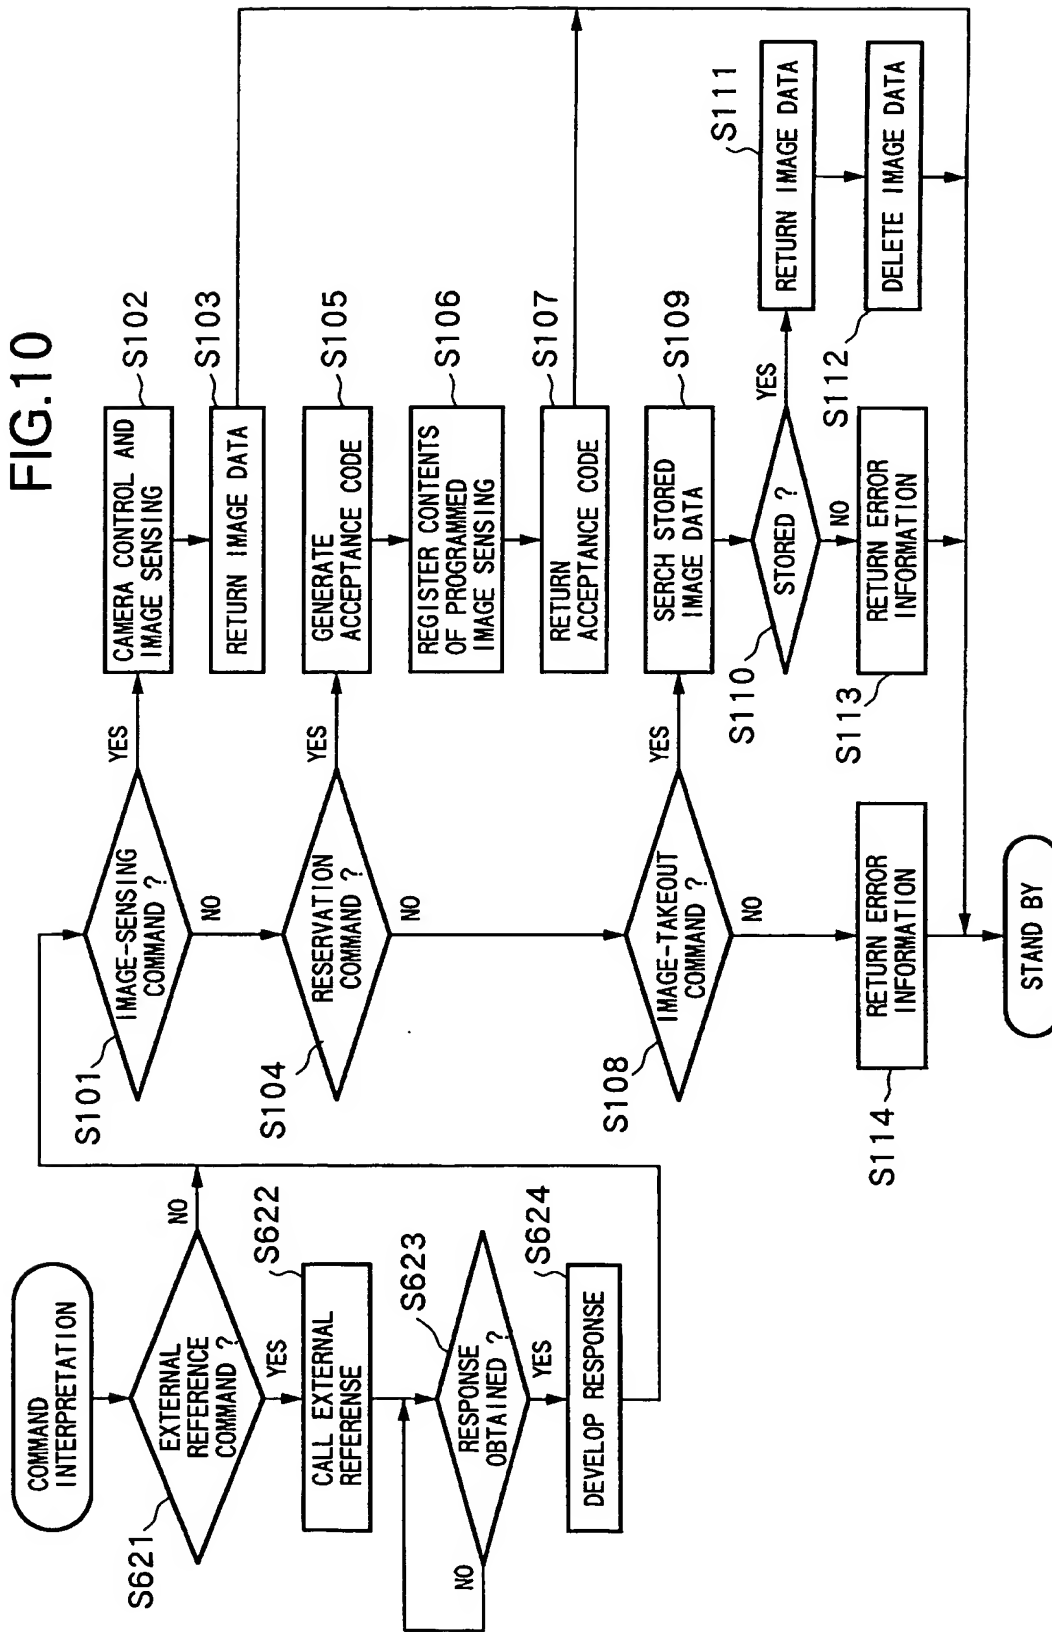 FIG.10
COMMAND
INTERPRETATION
S621
EXTERNAL
REFERENCE
COMMAND ?
NO
YES
S622
CALL EXTERNAL
REFERENSE
S623
RESPONSE
OBTAINED ?
NO
YES
S624
DEVELOP RESPONSE
S101
IMAGE-SENSING
COMMAND ?
YES
NO
S102
CAMERA CONTROL AND
IMAGE SENSING
S103
RETURN IMAGE DATA
S104
RESERVATION
COMMAND ?
YES
NO
S105
GENERATE
ACCEPTANCE CODE
S106
REGISTER CONTENTS
OF PROGRAMMED
IMAGE SENSING
S107
RETURN
ACCEPTANCE CODE
S108
IMAGE-TAKEOUT
COMMAND ?
YES
NO
S109
SERCH STORED
IMAGE DATA
S110
STORED ?
YES
NO
S111
RETURN IMAGE DATA
S112
DELETE IMAGE DATA
S113
RETURN ERROR
INFORMATION
S114
RETURN ERROR
INFORMATION
STAND BY